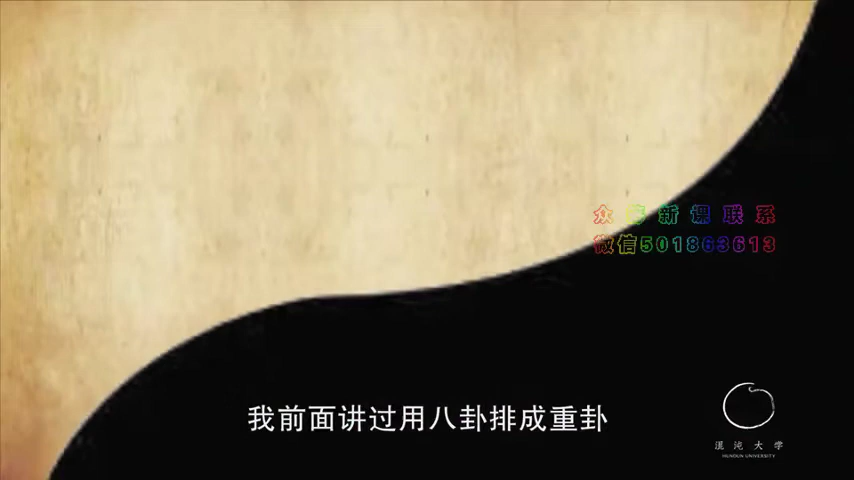 众 筹 新 课 联 系
微信501863613
我前面讲过用八卦排成重卦
混 沌 大 学
HUNDUN UNIVERSITY